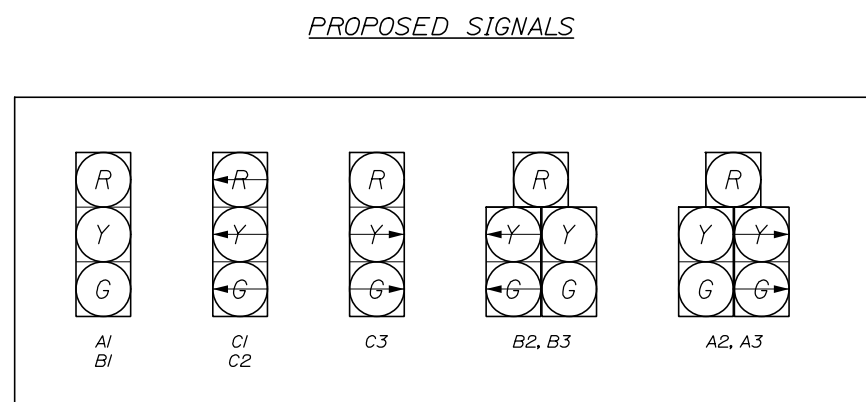 PROPOSED SIGNALS
R R R R R
Y Y Y Y Y Y Y
G G G G G G G
A1 C1 C3 B2, B3 A2, A3
B1 C2